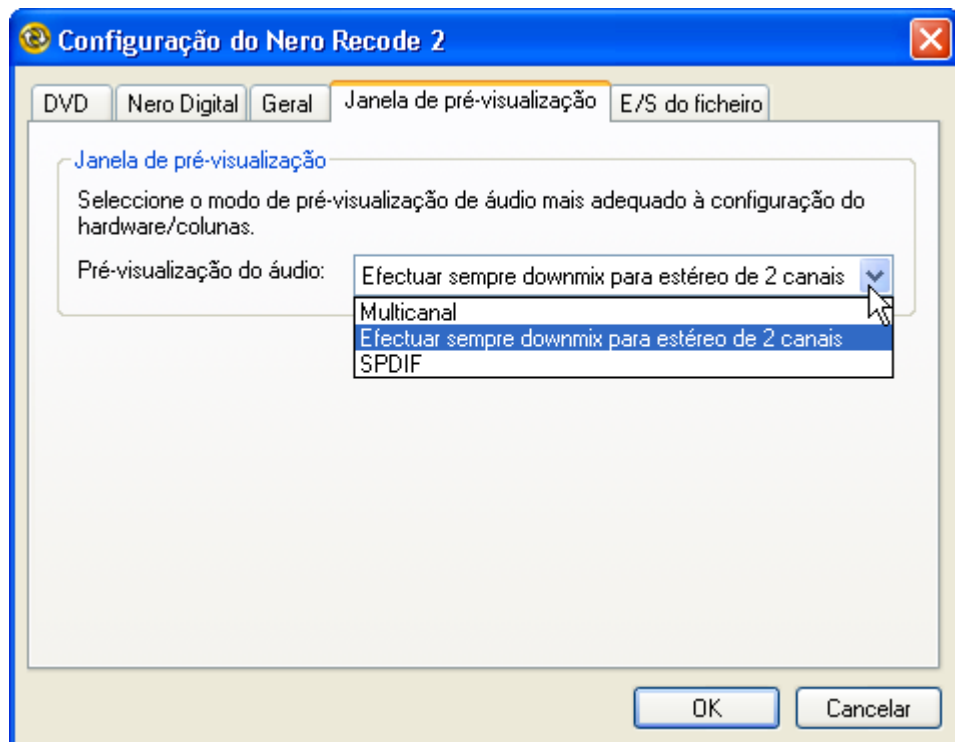 Configuração do Nero Recode 2
DVD Nero Digital Geral Janela de pré-visualização E/S do ficheiro
Janela de pré-visualização
Seleccione o modo de pré-visualização de áudio mais adequado à configuração do
hardware/colunas.
Pré-visualização do áudio: Efectuar sempre downmix para estéreo de 2 canais
Multicanal
Efectuar sempre downmix para estéreo de 2 canais
SPDIF
OK Cancelar